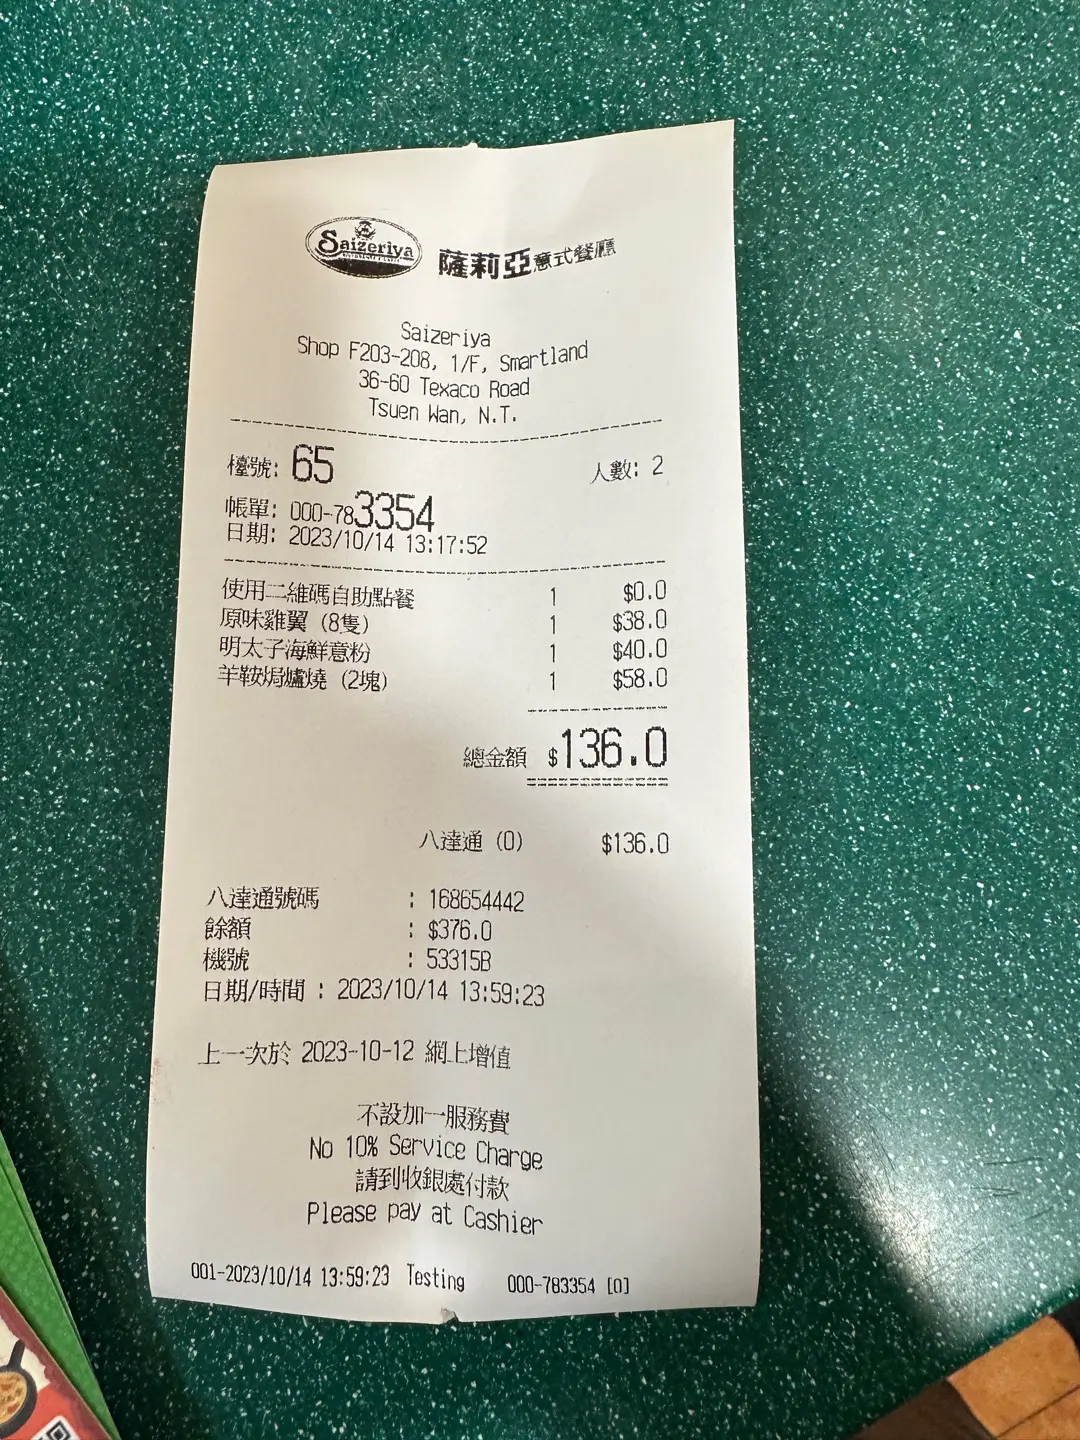 Saizeriya
薩莉亞意式餐廳
Saizeriya
Shop F203-208, 1/F, Smartland
36-60 Texaco Road
Tsuen Wan, N.T.
檯號: 65 人數: 2
帳單: 000-783354
日期: 2023/10/14 13:17:52
使用二維碼自助點餐 1 $0.0
原味雞翼 (8隻) 1 $38.0
明太子海鮮意粉 1 $40.0
羊鞍焗爐燒 (2塊) 1 $58.0
總金額 $136.0
八達通 (0) $136.0
八達通號碼 : 168654442
餘額 : $376.0
機號 : 53315B
日期/時間 : 2023/10/14 13:59:23
上一次於 2023-10-12 網上增值
不設加一服務費
No 10% Service Charge
請到收銀處付款
Please pay at Cashier
001-2023/10/14 13:59:23 Testing 000-783354 [0]